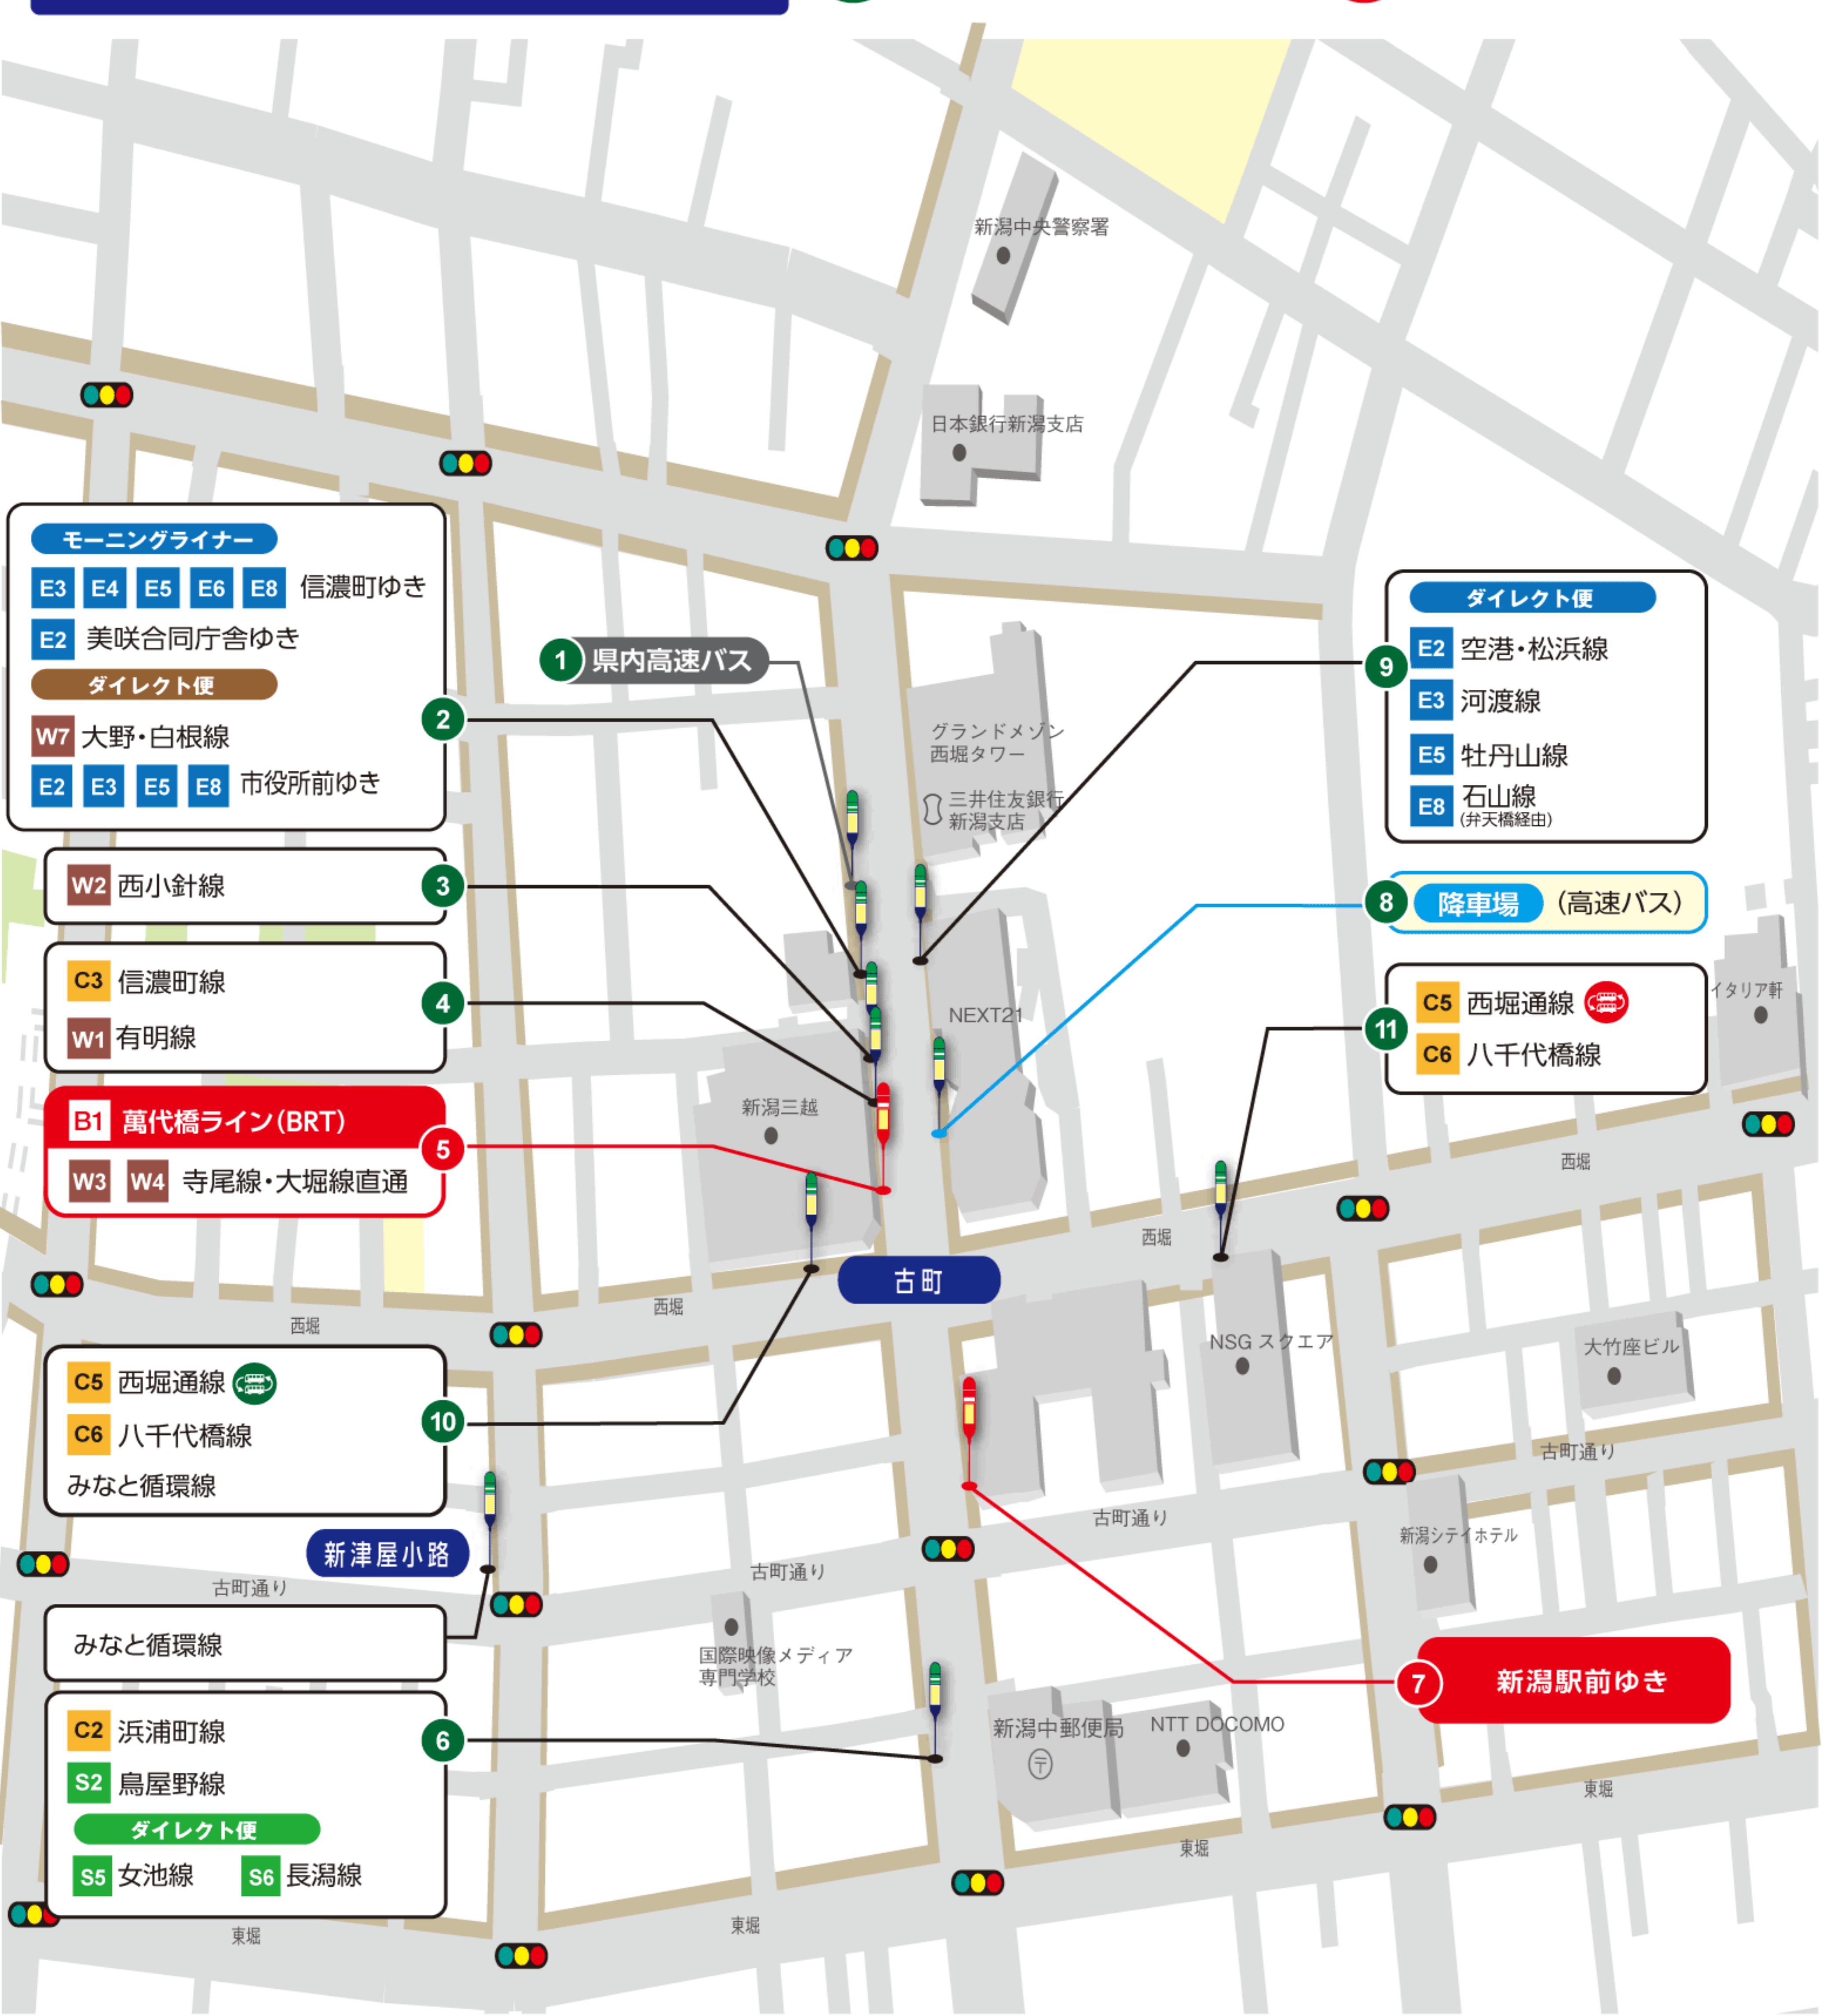 新潟中央警察署
日本銀行新潟支店
モーニングライナー
E3 E4 E5 E6 E8 信濃町ゆき
E2 美咲合同庁舎ゆき
ダイレクト便
W7 大野・白根線
E2 E3 E5 E8 市役所前ゆき
2
1 県内高速バス
グランドメゾン
西堀タワー
三井住友銀行
新潟支店
ダイレクト便
E2 空港・松浜線
E3 河渡線
E5 牡丹山線
E8 石山線
(弁天橋経由)
9
W2 西小針線
3
8 降車場 (高速バス)
C3 信濃町線
W1 有明線
4
NEXT21
C5 西堀通線
C6 八千代橋線
11
イタリア軒
B1 萬代橋ライン(BRT)
W3 W4 寺尾線・大堀線直通
5
新潟三越
西堀
西堀
古町
西堀
西堀
C5 西堀通線
C6 八千代橋線
みなと循環線
10
NSG スクエア
大竹座ビル
古町通り
古町通り
新潟シテイホテル
新津屋小路
古町通り
古町通り
みなと循環線
国際映像メディア
専門学校
7 新潟駅前ゆき
C2 浜浦町線
S2 鳥屋野線
ダイレクト便
S5 女池線 S6 長潟線
6
新潟中郵便局
NTT DOCOMO
東堀
東堀
東堀
東堀